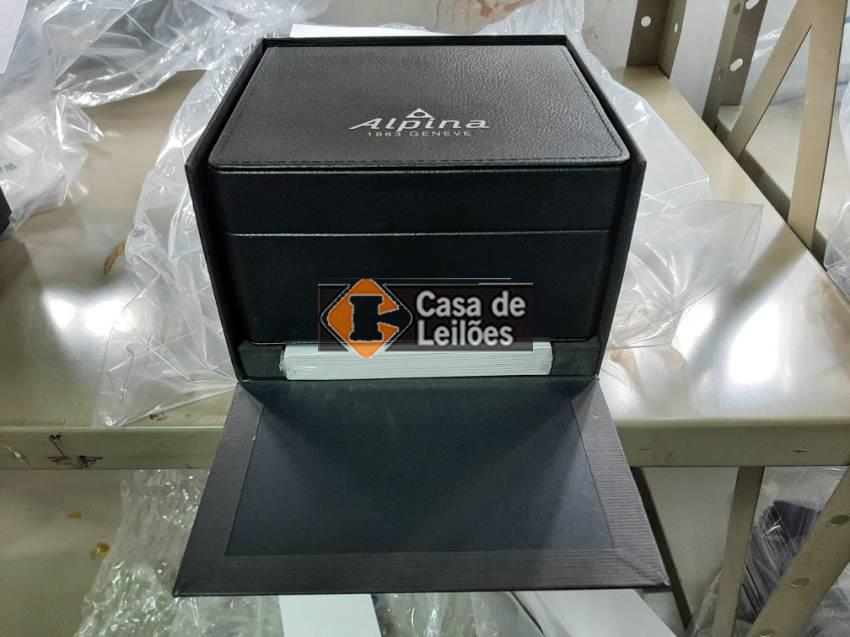 Alpina
1883 GENEVE
Casa de
Leilões